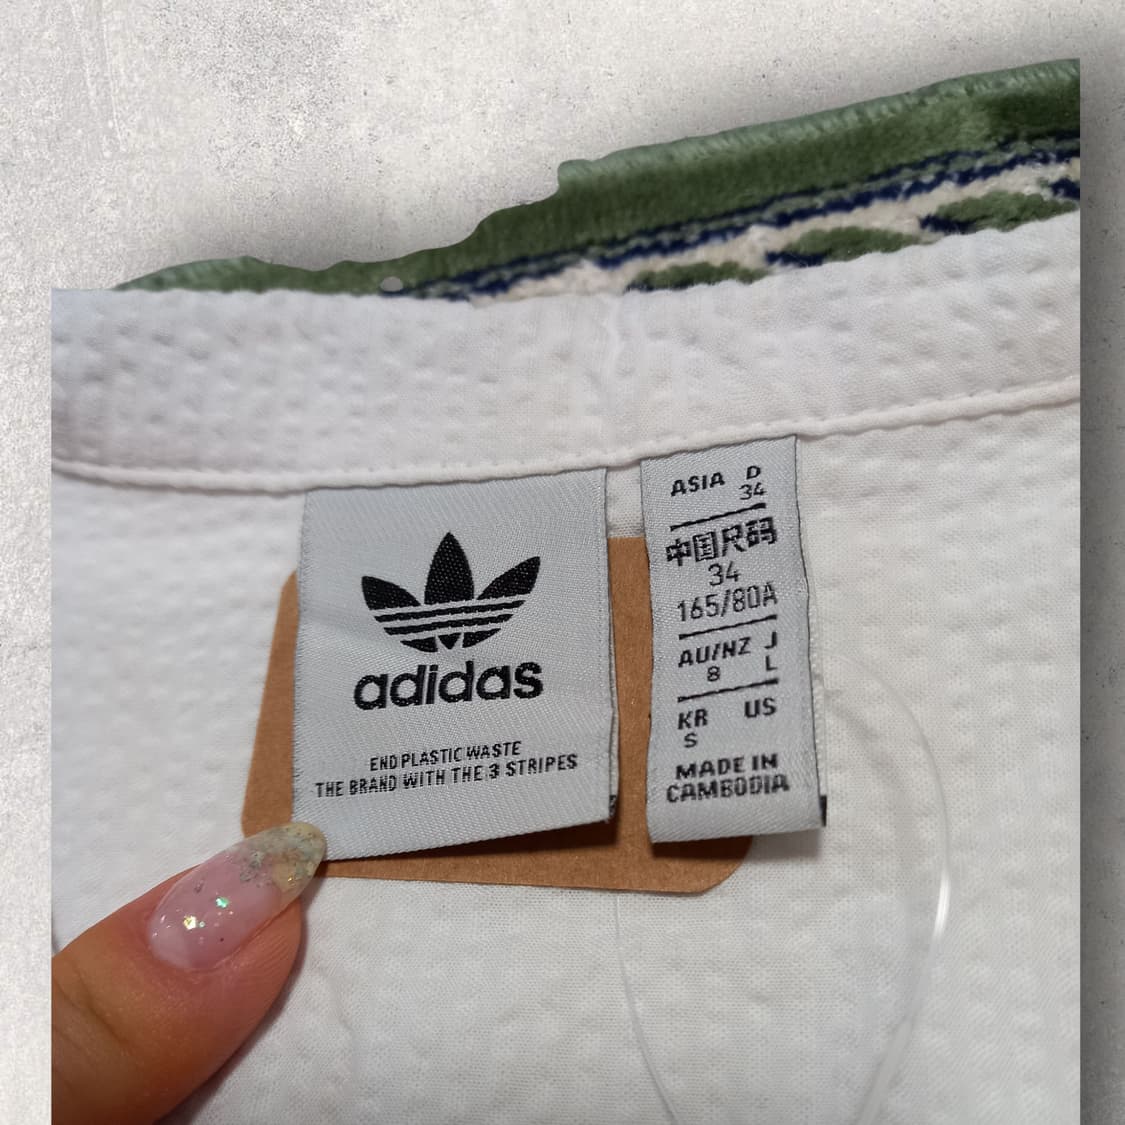 adidas
END PLASTIC WASTE
THE BRAND WITH THE 3 STRIPES
ASIA D
34
中国尺码
34
165/80A
AU/NZ J
8 L
KR US
S
MADE IN
CAMBODIA